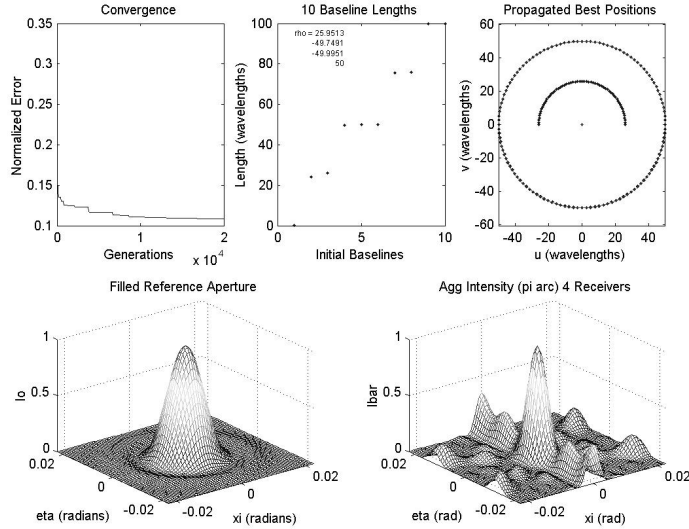 Convergence
0.35
0.3
0.25
0.2
0.15
0.1
Normalized Error
0
1
2
Generations
x 10^4
10 Baseline Lengths
100
80
60
40
20
0
Length (wavelengths)
rho = 25.9513
-49.7491
-49.9951
50
0
5
10
Initial Baselines
Propagated Best Positions
60
40
20
0
-20
-40
-60
v (wavelengths)
-40
-20
0
20
40
u (wavelengths)
Filled Reference Aperture
1
0.5
0
Io
0.02
0
-0.02
eta (radians)
-0.02
0
0.02
xi (radians)
Agg Intensity (pi arc) 4 Receivers
1
0.5
0
Ibar
0.02
0
-0.02
eta (rad)
-0.02
0
0.02
xi (rad)